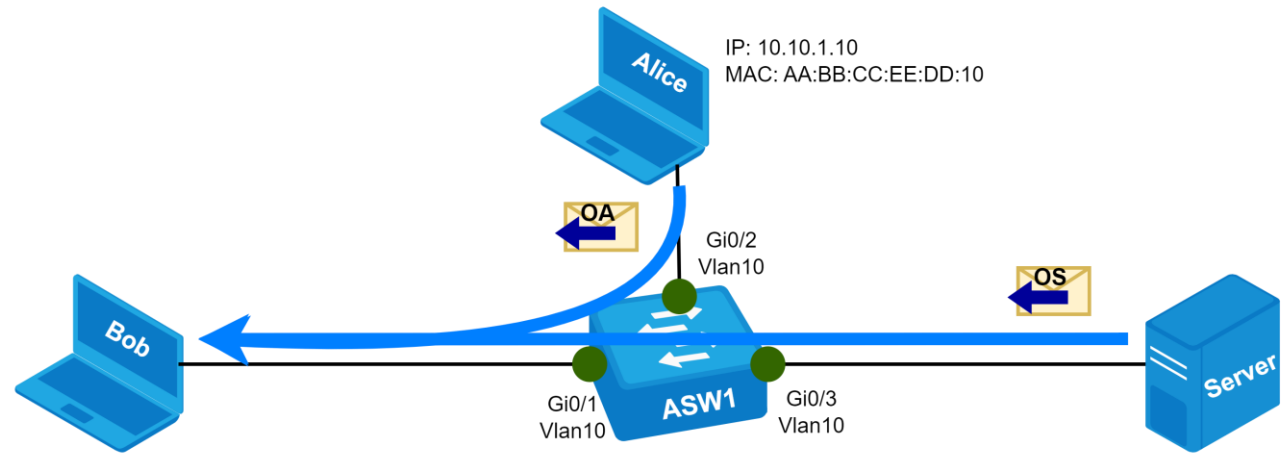 Alice
IP: 10.10.1.10
MAC: AA:BB:CC:EE:DD:10
OA
Gi0/2
Vlan10
OS
Bob
Server
Gi0/1
Vlan10
ASW1
Gi0/3
Vlan10